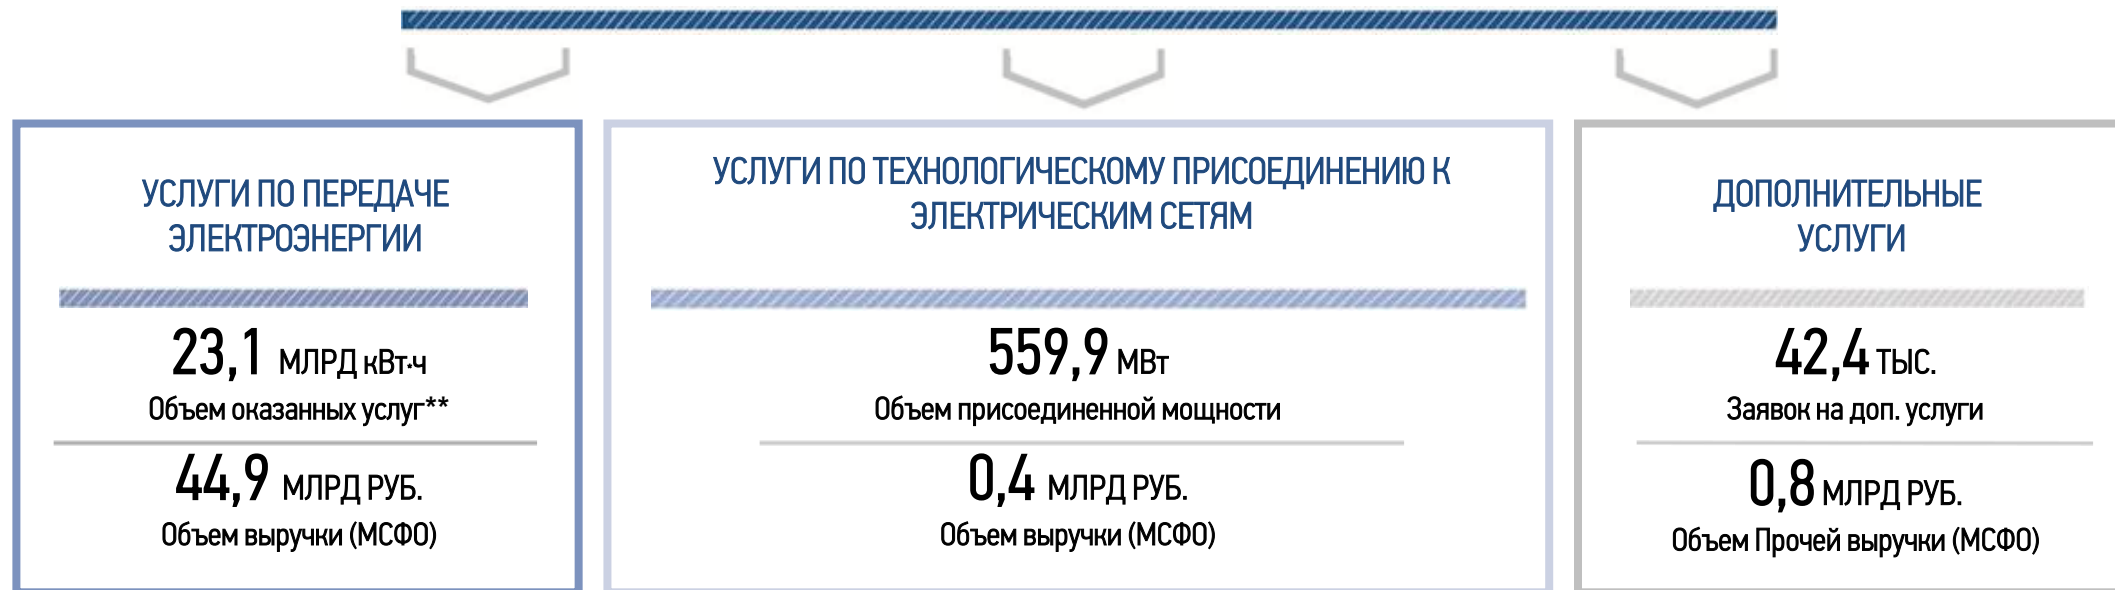 УСЛУГИ ПО ПЕРЕДАЧЕ
ЭЛЕКТРОЭНЕРГИИ
23,1 МЛРД кВт·ч
Объем оказанных услуг**
44,9 МЛРД РУБ.
Объем выручки (МСФО)
УСЛУГИ ПО ТЕХНОЛОГИЧЕСКОМУ ПРИСОЕДИНЕНИЮ К
ЭЛЕКТРИЧЕСКИМ СЕТЯМ
559,9 МВт
Объем присоединенной мощности
0,4 МЛРД РУБ.
Объем выручки (МСФО)
ДОПОЛНИТЕЛЬНЫЕ
УСЛУГИ
42,4 ТЫС.
Заявок на доп. услуги
0,8 МЛРД РУБ.
Объем Прочей выручки (МСФО)